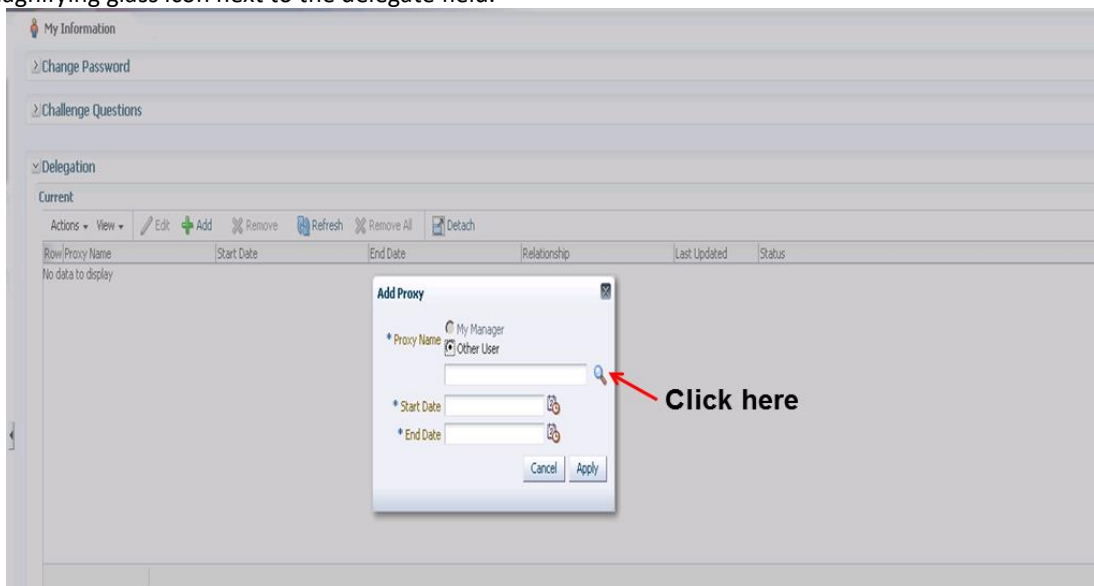 magnifying glass icon next to the delegate field.
My Information
Change Password
Challenge Questions
Delegation
Current
Actions View Edit Add Remove Refresh Remove All Detach
Row Proxy Name Start Date End Date Relationship Last Updated Status
No data to display
Add Proxy
* Proxy Name My Manager
Other User
Click here
* Start Date
* End Date
Cancel Apply